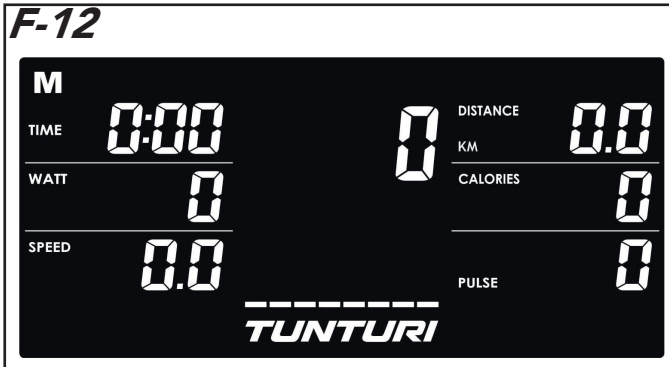 F-12
M
TIME 0:00
0
DISTANCE
KM 0.0
WATT 0
CALORIES 0
SPEED 0.0
PULSE 0
TUNTURI